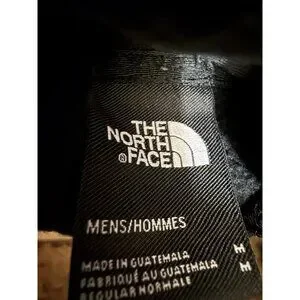 THE
NORTH
FACE
®
MENS/HOMMES
MADE IN GUATEMALA M
FABRIQUÉ AU GUATEMALA M
REGULAR NORMALE